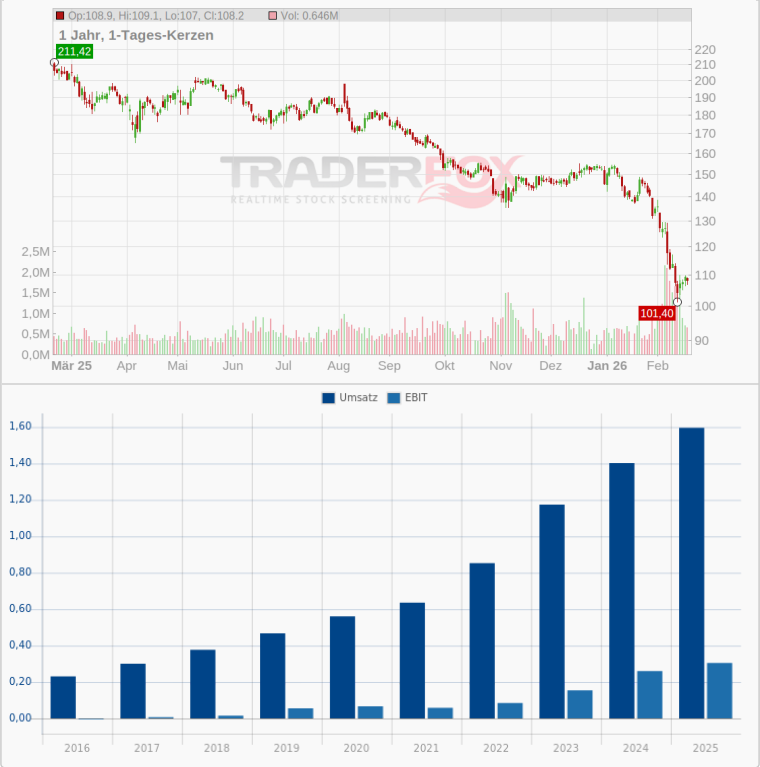 Op:108.9, Hi:109.1, Lo:107, Cl:108.2 Vol: 0.646M
1 Jahr, 1-Tages-Kerzen
211,42
220
210
200
190
180
170
160
150
140
130
120
110
100
90
TRADERFOX
REALTIME STOCK SCREENING
2,5M
2,0M
1,5M
1,0M
0,5M
0,0M
101,40
Mär 25 Apr Mai Jun Jul Aug Sep Okt Nov Dez Jan 26 Feb
Umsatz EBIT
1,60
1,40
1,20
1,00
0,80
0,60
0,40
0,20
0,00
2016 2017 2018 2019 2020 2021 2022 2023 2024 2025